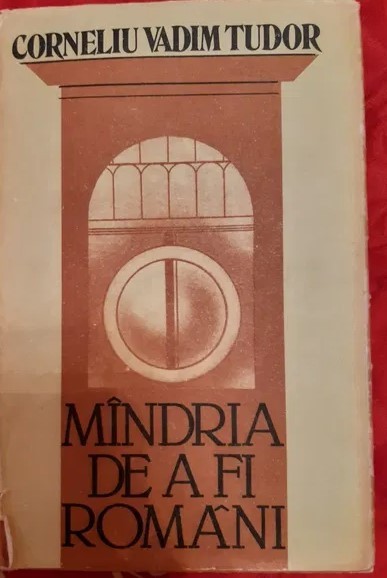 CORNELIU VADIM TUDOR
MÎNDRIA
DE A FI
ROMÂNI